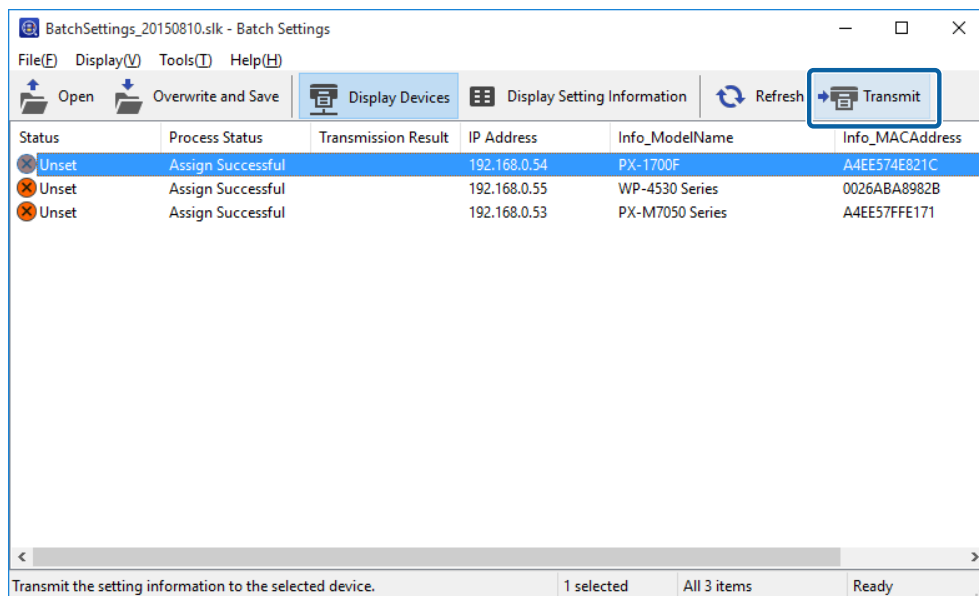 BatchSettings_20150810.slk - Batch Settings
File(F) Display(V) Tools(T) Help(H)
Open Overwrite and Save Display Devices Display Setting Information Refresh Transmit
Status Process Status Transmission Result IP Address Info_ModelName Info_MACAddress
Unset Assign Successful 192.168.0.54 PX-1700F A4EE574E821C
Unset Assign Successful 192.168.0.55 WP-4530 Series 0026ABA8982B
Unset Assign Successful 192.168.0.53 PX-M7050 Series A4EE57FFE171
Transmit the setting information to the selected device. 1 selected All 3 items Ready